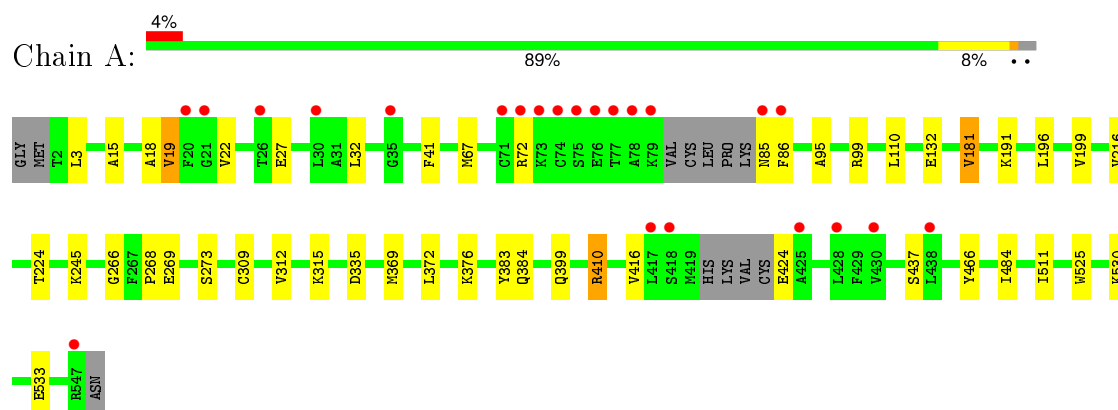 4%
Chain A:
89% 8% • •
GLY MET T2 L3 A15 A18 V19 F20 G21 V22 T26 E27 L30 A31 L32 G35 F41 M67 C71 R72 K73 C74 S75 E76 T77 A78 K79 VAL CYS LEU PRO LYS N85 F86 A95 R99 L110 E132 V181 K191 L196 V199 V216
T224 K245 G266 F267 P268 E269 S273 C309 V312 K315 D335 M369 L372 K376 Y383 Q384 Q399 R410 V416 L417 S418 M419 HIS LYS VAL CYS E424 A425 L428 F429 V430 S437 L438 Y466 I484 I511 W525 K530
E533 R547 ASN